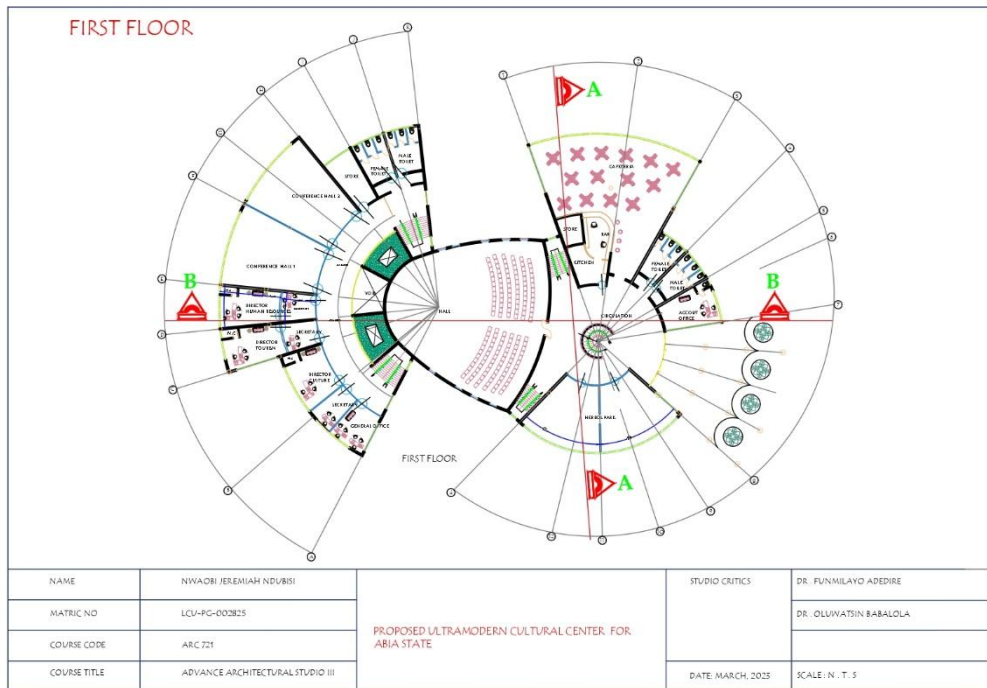 FIRST FLOOR
A
CAFETERIA
STORE
BAR
KITCHEN
FEMALE
TOILET
MALE
TOILET
ACCOUNT
OFFICE
CIRCULATION
STORE
FEMALE
TOILET
MALE
TOILET
CONFERENCE HALL 2
CONFERENCE HALL 1
VOID
HALL
B
B
DIRECTOR
HUMAN RESOURCES
DIRECTOR
TOURISM
SECRETARY
DIRECTOR
CULTURE
SECRETARY
GENERAL OFFICE
FIRST FLOOR
A
NAME
NWAOBI JEREMIAH NDUBISI
MATRIC NO
LCU-PG-002825
COURSE CODE
ARC 721
COURSE TITLE
ADVANCE ARCHITECTURAL STUDIO III
PROPOSED ULTRAMODERN CULTURAL CENTER FOR
ABIA STATE
STUDIO CRITICS
DR. FUNMILAYO ADEDIRE
DR. OLUWATSIN BABALOLA
DATE: MARCH, 2025
SCALE: N. T. S